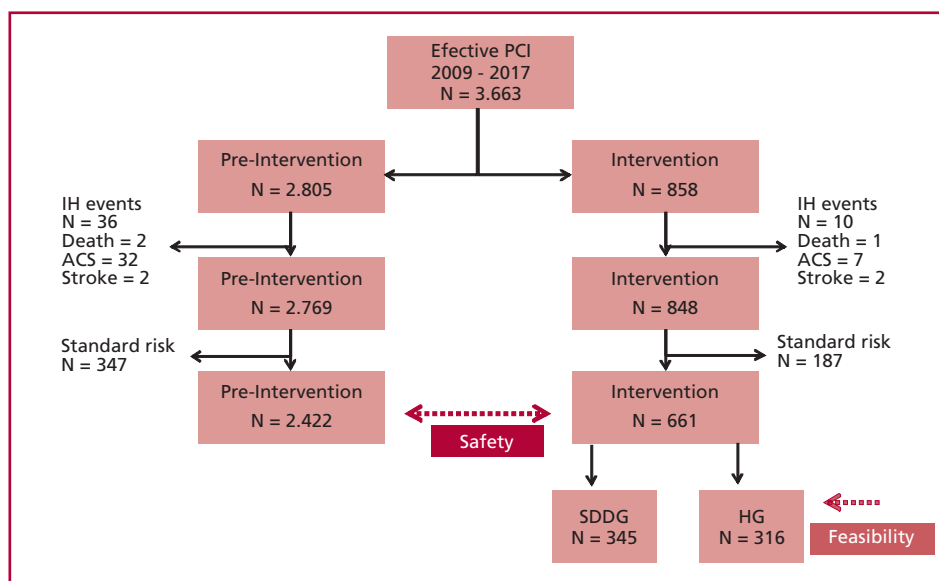 Efective PCI
2009 - 2017
N = 3.663
Pre-Intervention
N = 2.805
Intervention
N = 858
IH events
N = 36
Death = 2
ACS = 32
Stroke = 2
IH events
N = 10
Death = 1
ACS = 7
Stroke = 2
Pre-Intervention
N = 2.769
Intervention
N = 848
Standard risk
N = 347
Standard risk
N = 187
Pre-Intervention
N = 2.422
Intervention
N = 661
Safety
SDDG
N = 345
HG
N = 316
Feasibility